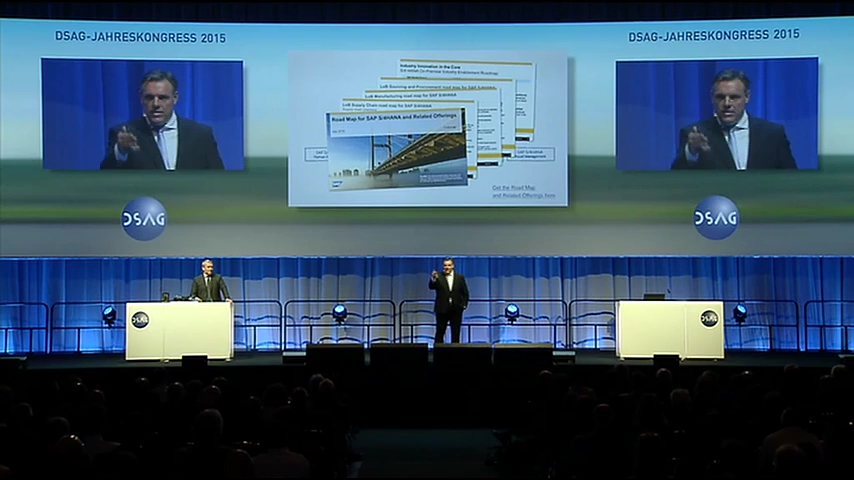 DSAG-JAHRESKONGRESS 2015
DSAG-JAHRESKONGRESS 2015
Industry Innovation in the Core
LoB Sourcing and Procurement road map for SAP S/4HANA
LoB Manufacturing road map for SAP S/4HANA
LoB Supply Chain road map for SAP S/4HANA
Road Map for SAP S/4HANA and Related Offerings
Get the Road Map
and Related Offerings here
DSAG
DSAG
DSAG
DSAG